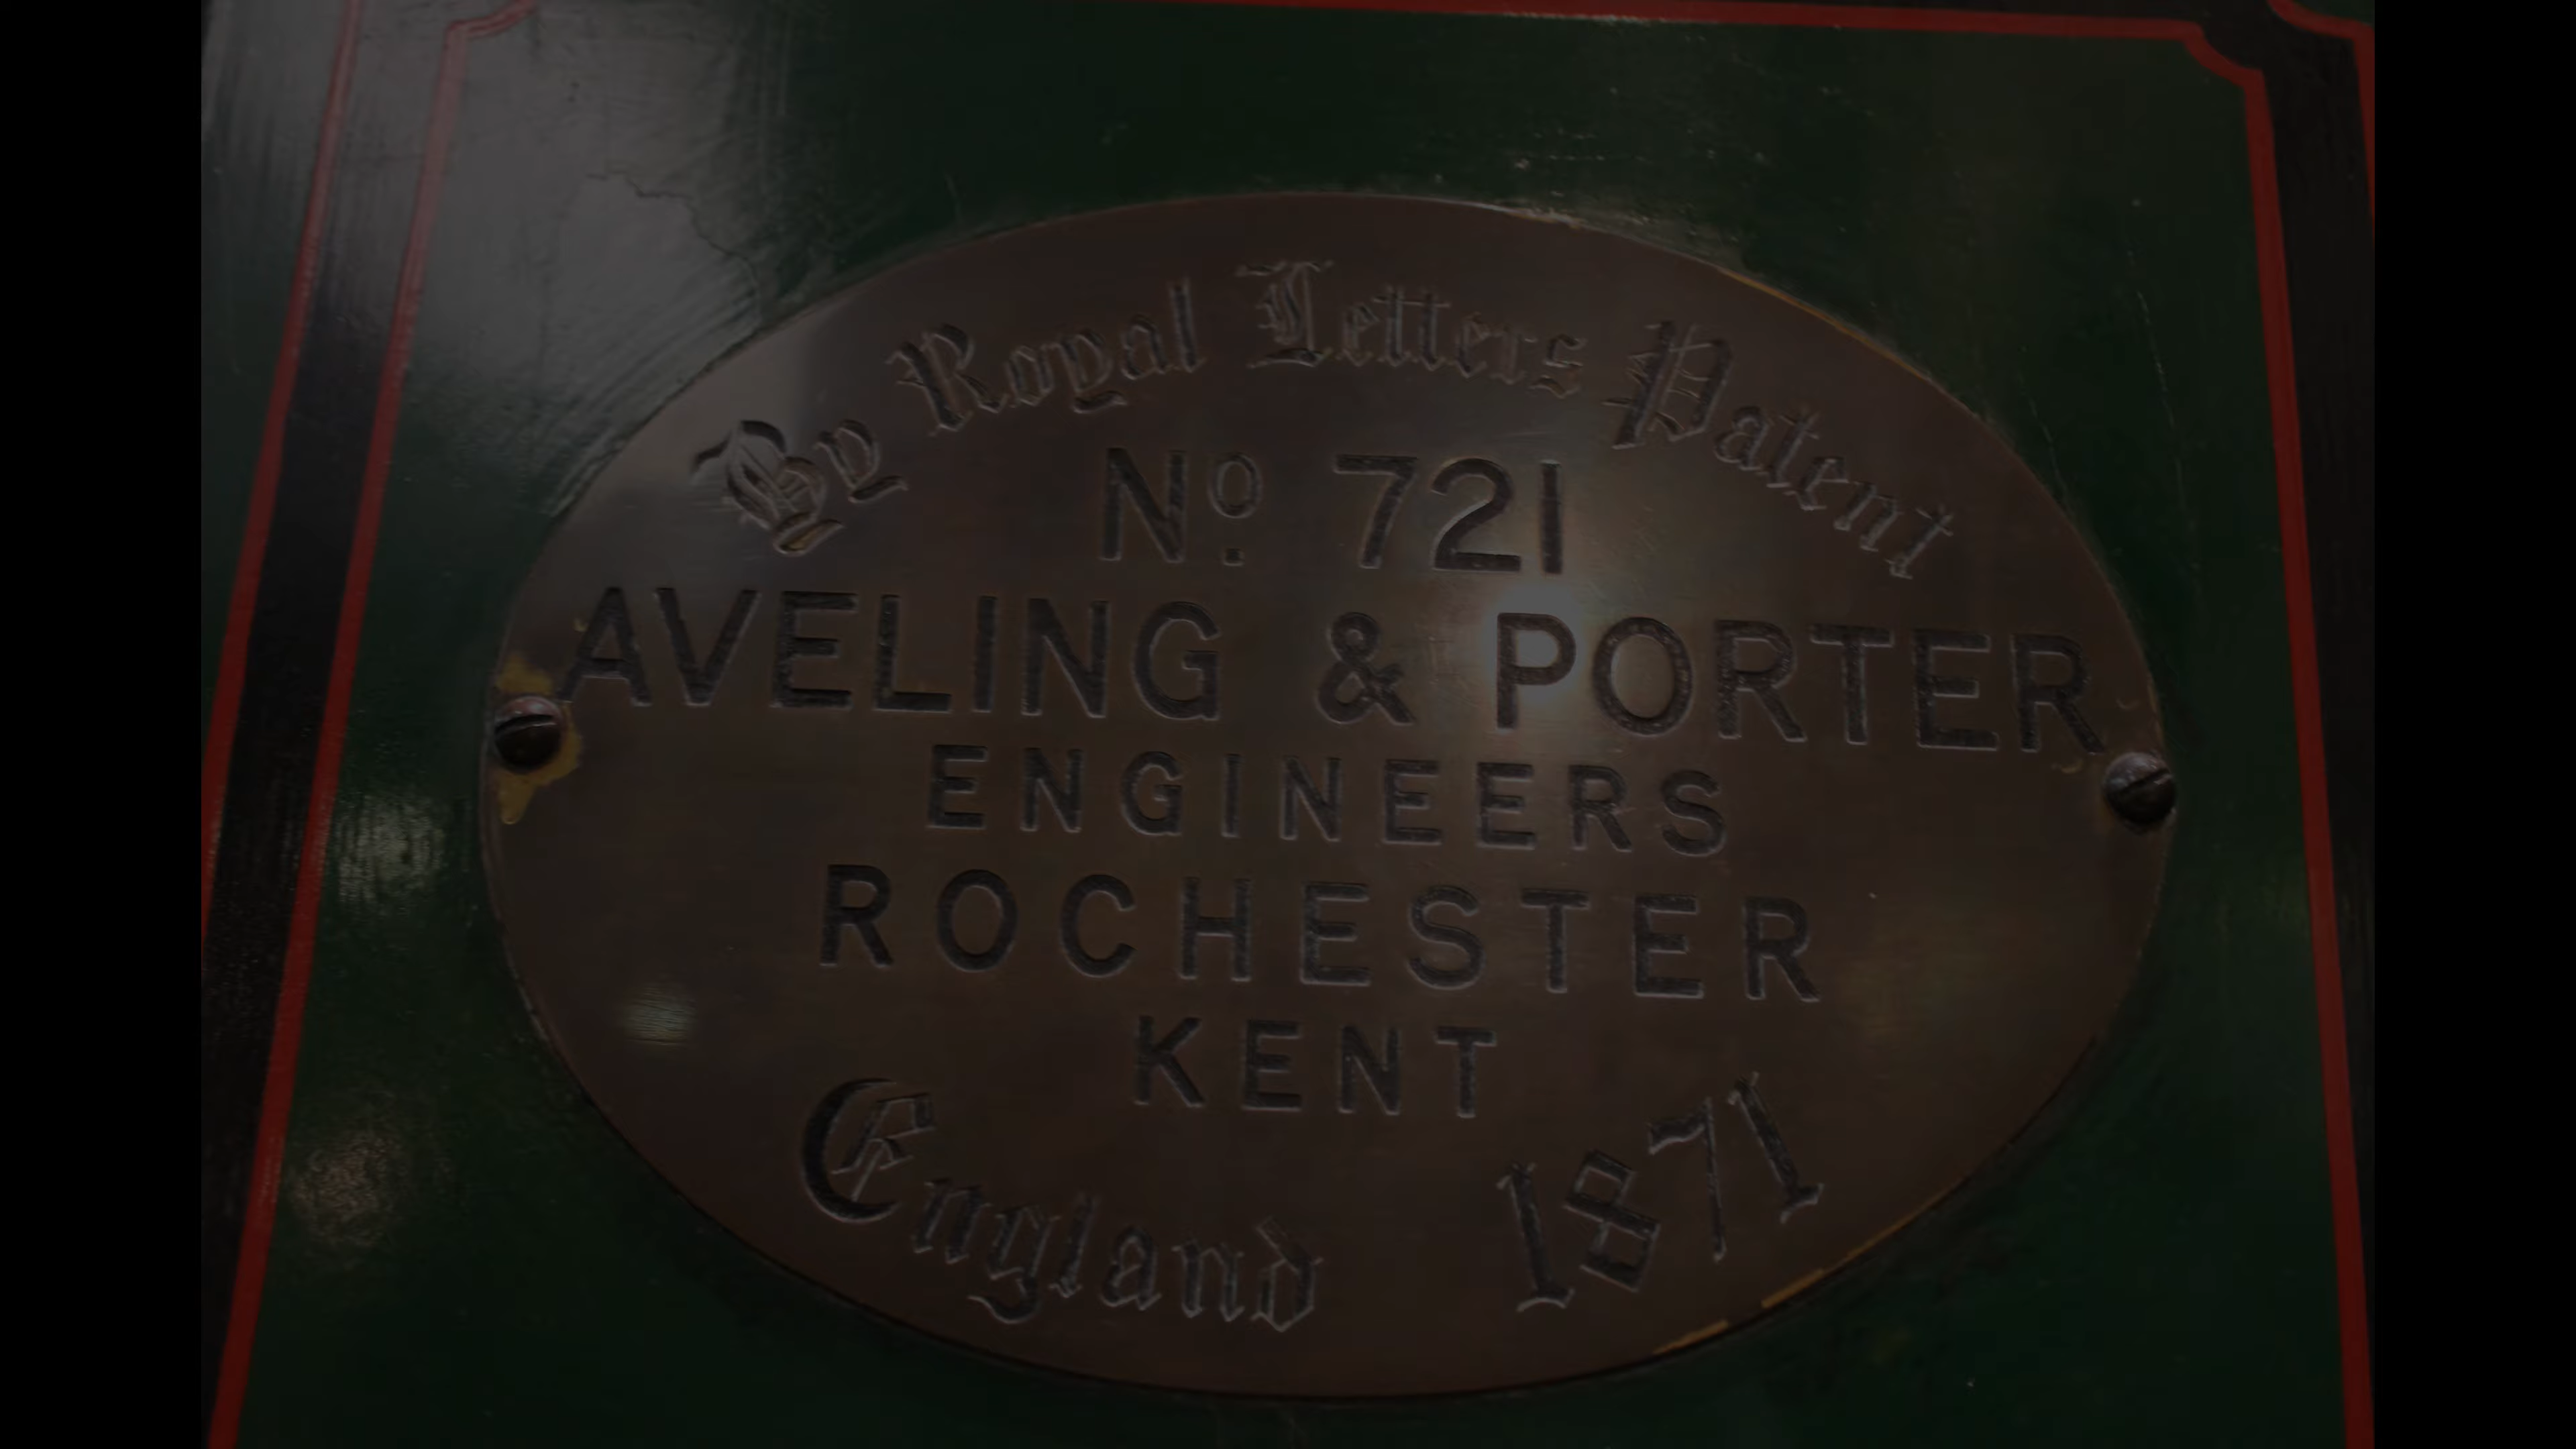 By Royal Letters Patent
No. 721
AVELING & PORTER
ENGINEERS
ROCHESTER
KENT
England 1871